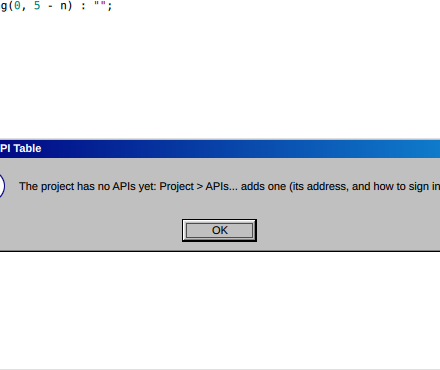 g(0, 5 - n) : "";
PI Table
The project has no APIs yet: Project > APIs... adds one (its address, and how to sign in
OK